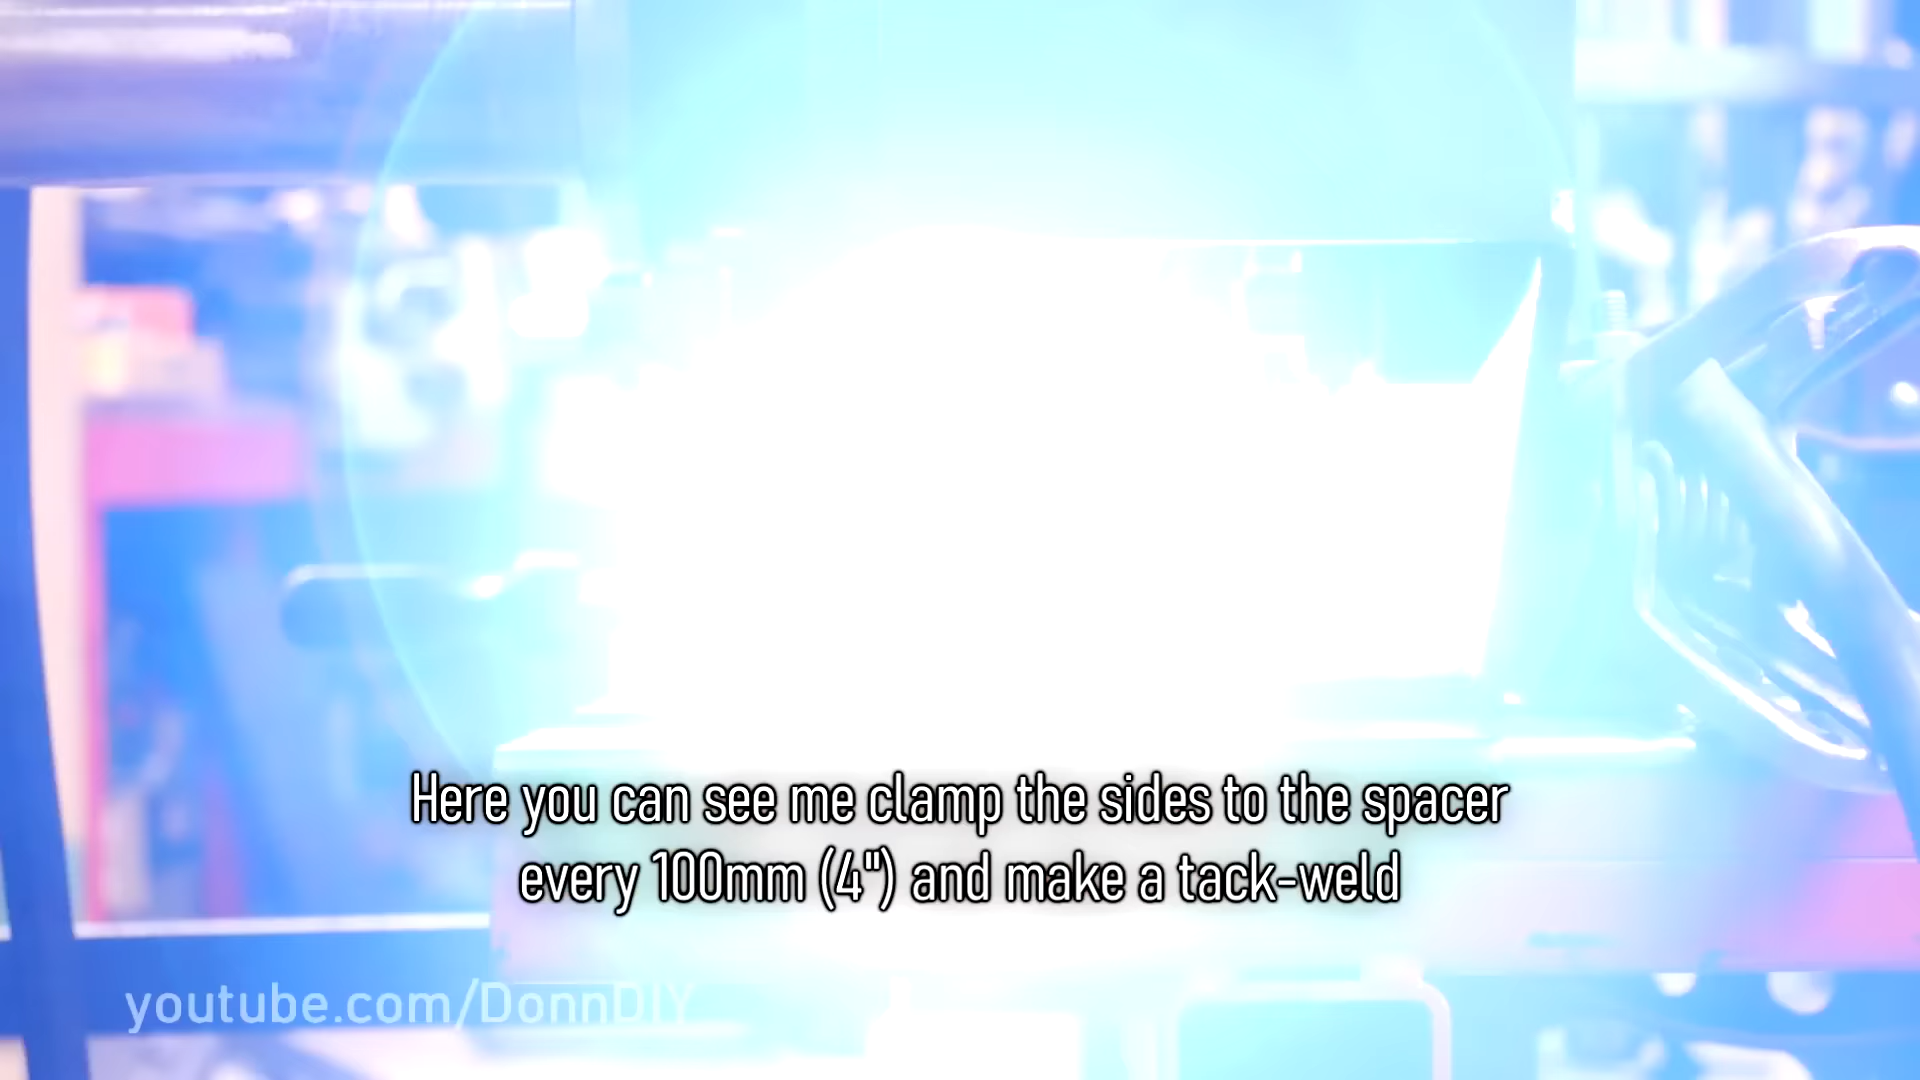 Here you can see me clamp the sides to the spacer
every 100mm (4") and make a tack-weld
youtube.com/DonnDIY